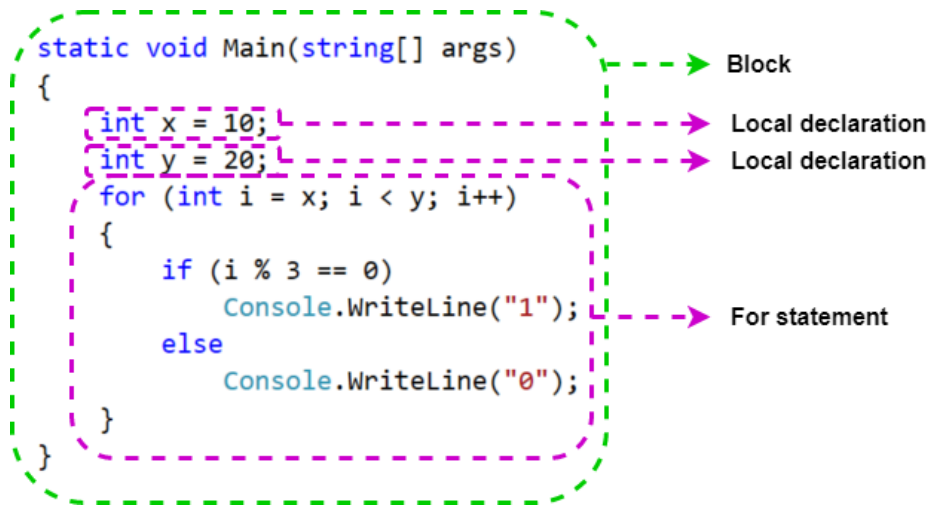 static void Main(string[] args)
{
int x = 10;
int y = 20;
for (int i = x; i < y; i++)
{
if (i % 3 == 0)
Console.WriteLine("1");
else
Console.WriteLine("0");
}
}
Block
Local declaration
Local declaration
For statement